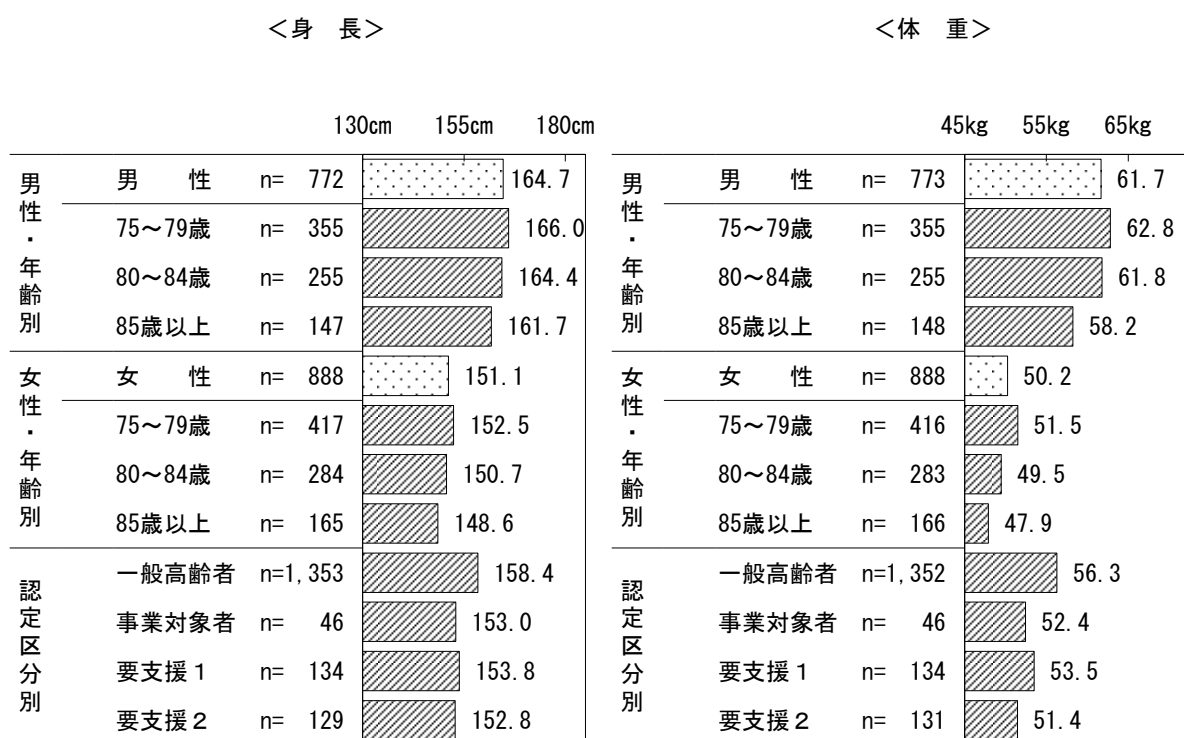 ＜身　長＞
130cm 155cm 180cm
男性・年齢別
男　　性 n= 772 164.7
75～79歳 n= 355 166.0
80～84歳 n= 255 164.4
85歳以上 n= 147 161.7
女性・年齢別
女　　性 n= 888 151.1
75～79歳 n= 417 152.5
80～84歳 n= 284 150.7
85歳以上 n= 165 148.6
認定区分別
一般高齢者 n=1,353 158.4
事業対象者 n= 46 153.0
要支援１ n= 134 153.8
要支援２ n= 129 152.8
＜体　重＞
45kg 55kg 65kg
男性・年齢別
男　　性 n= 773 61.7
75～79歳 n= 355 62.8
80～84歳 n= 255 61.8
85歳以上 n= 148 58.2
女性・年齢別
女　　性 n= 888 50.2
75～79歳 n= 416 51.5
80～84歳 n= 283 49.5
85歳以上 n= 166 47.9
認定区分別
一般高齢者 n=1,352 56.3
事業対象者 n= 46 52.4
要支援１ n= 134 53.5
要支援２ n= 131 51.4